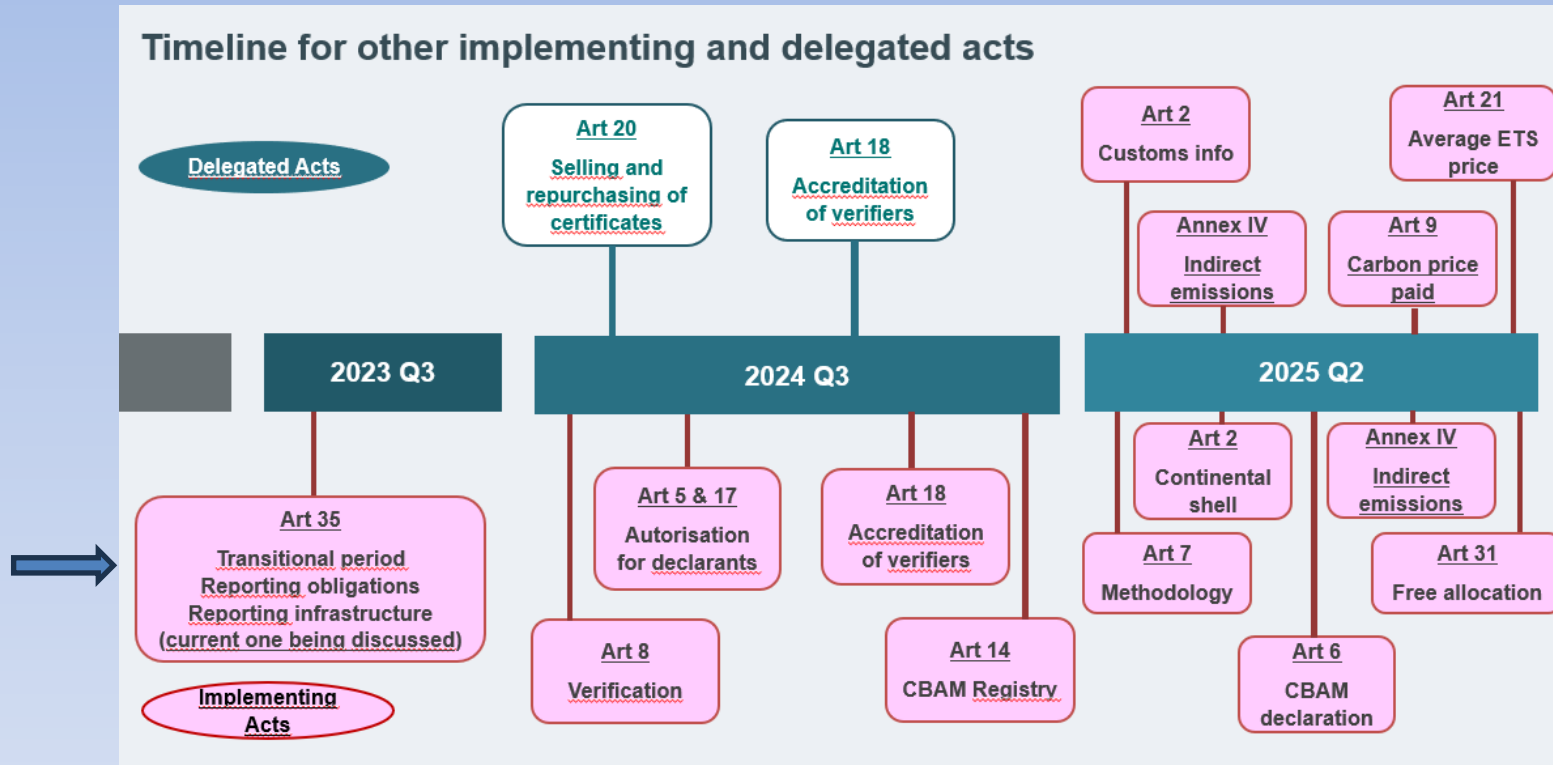 Timeline for other implementing and delegated acts
Delegated Acts
Art 20
Selling and
repurchasing of
certificates
Art 18
Accreditation
of verifiers
Art 2
Customs info
Art 21
Average ETS
price
Annex IV
Indirect
emissions
Art 9
Carbon price
paid
2023 Q3
2024 Q3
2025 Q2
Art 35
Transitional period
Reporting obligations
Reporting infrastructure
(current one being discussed)
Art 5 & 17
Autorisation
for declarants
Art 18
Accreditation
of verifiers
Art 2
Continental
shell
Annex IV
Indirect
emissions
Art 7
Methodology
Art 31
Free allocation
Art 8
Verification
Art 14
CBAM Registry
Art 6
CBAM
declaration
Implementing
Acts